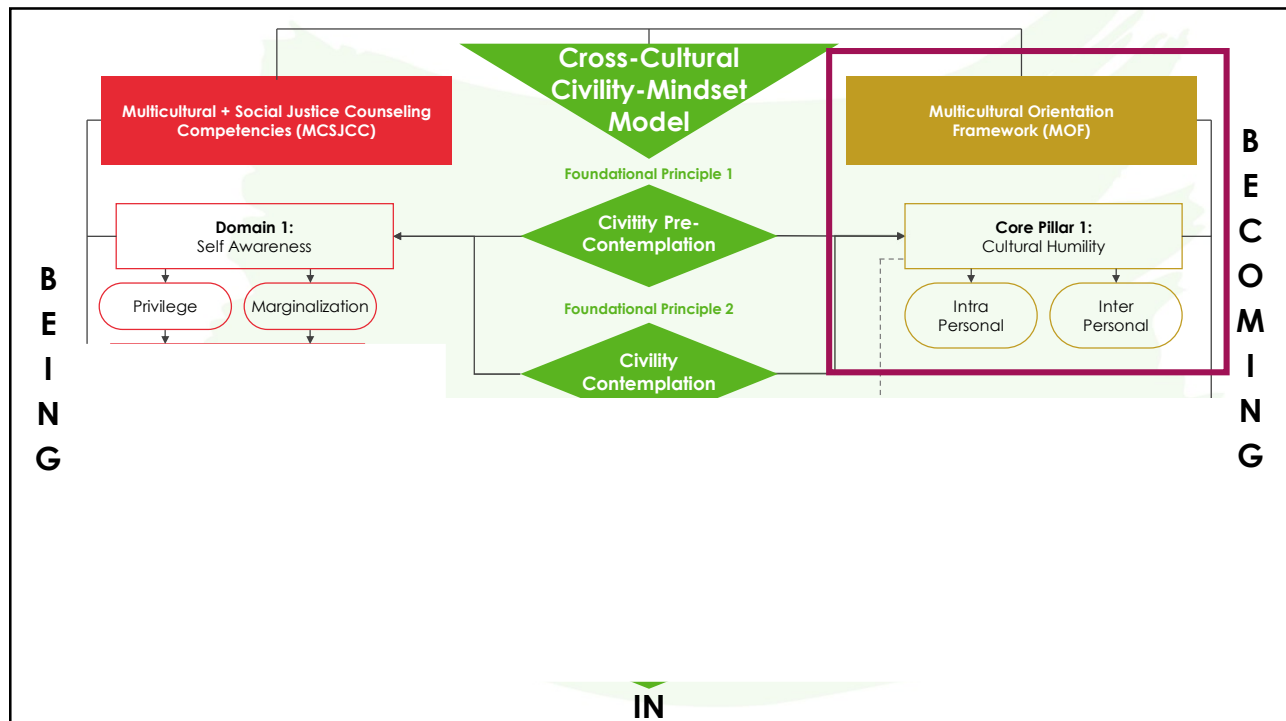 Cross-Cultural
Civility-Mindset
Model
Multicultural + Social Justice Counseling
Competencies (MCSJCC)
Multicultural Orientation
Framework (MOF)
Foundational Principle 1
Civitity Pre-
Contemplation
Domain 1:
Self Awareness
Core Pillar 1:
Cultural Humility
Privilege
Marginalization
Intra
Personal
Inter
Personal
Foundational Principle 2
Civility
Contemplation
B
E
I
N
G
B
E
C
O
M
I
N
G
IN